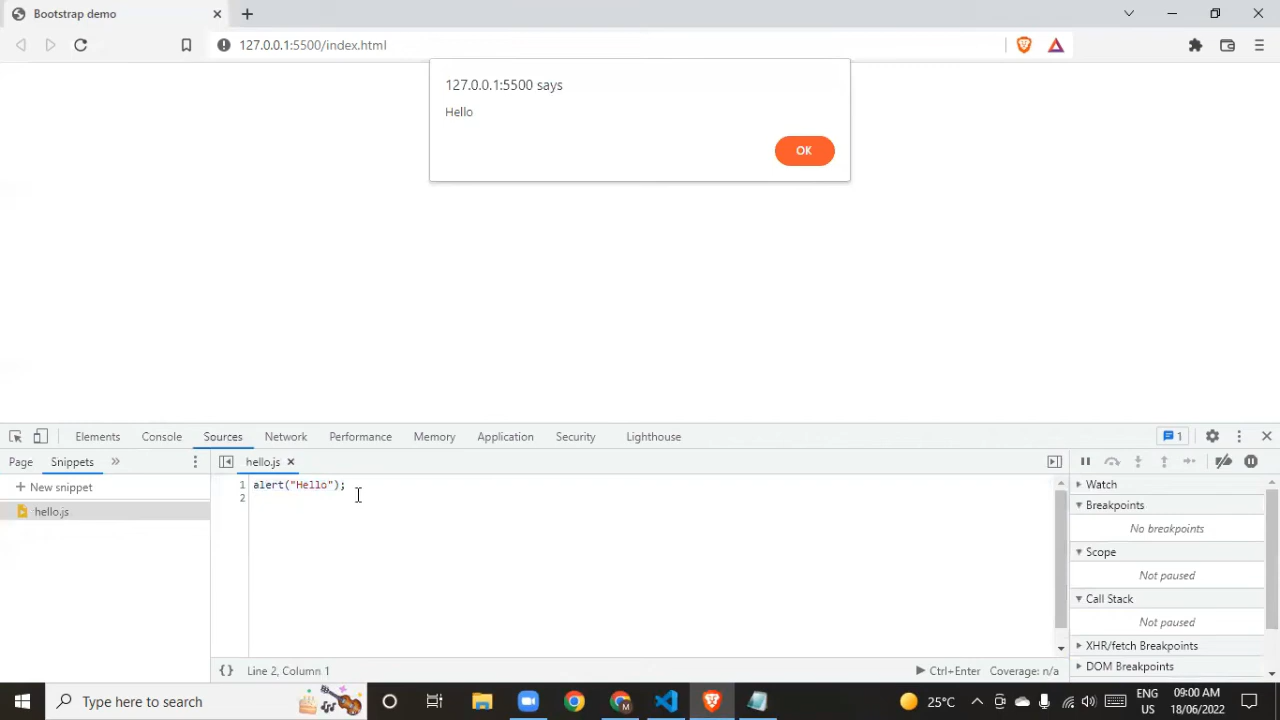 Bootstrap demo
127.0.0.1:5500/index.html
127.0.0.1:5500 says
Hello
OK
Elements Console Sources Network Performance Memory Application Security Lighthouse 1
Page Snippets » hello.js
+ New snippet
hello.js
1 alert("Hello");
2
Watch
Breakpoints
No breakpoints
Scope
Not paused
Call Stack
Not paused
XHR/fetch Breakpoints
DOM Breakpoints
{} Line 2, Column 1 Ctrl+Enter Coverage: n/a
Type here to search
M
25°C
ENG
US
09:00 AM
18/06/2022